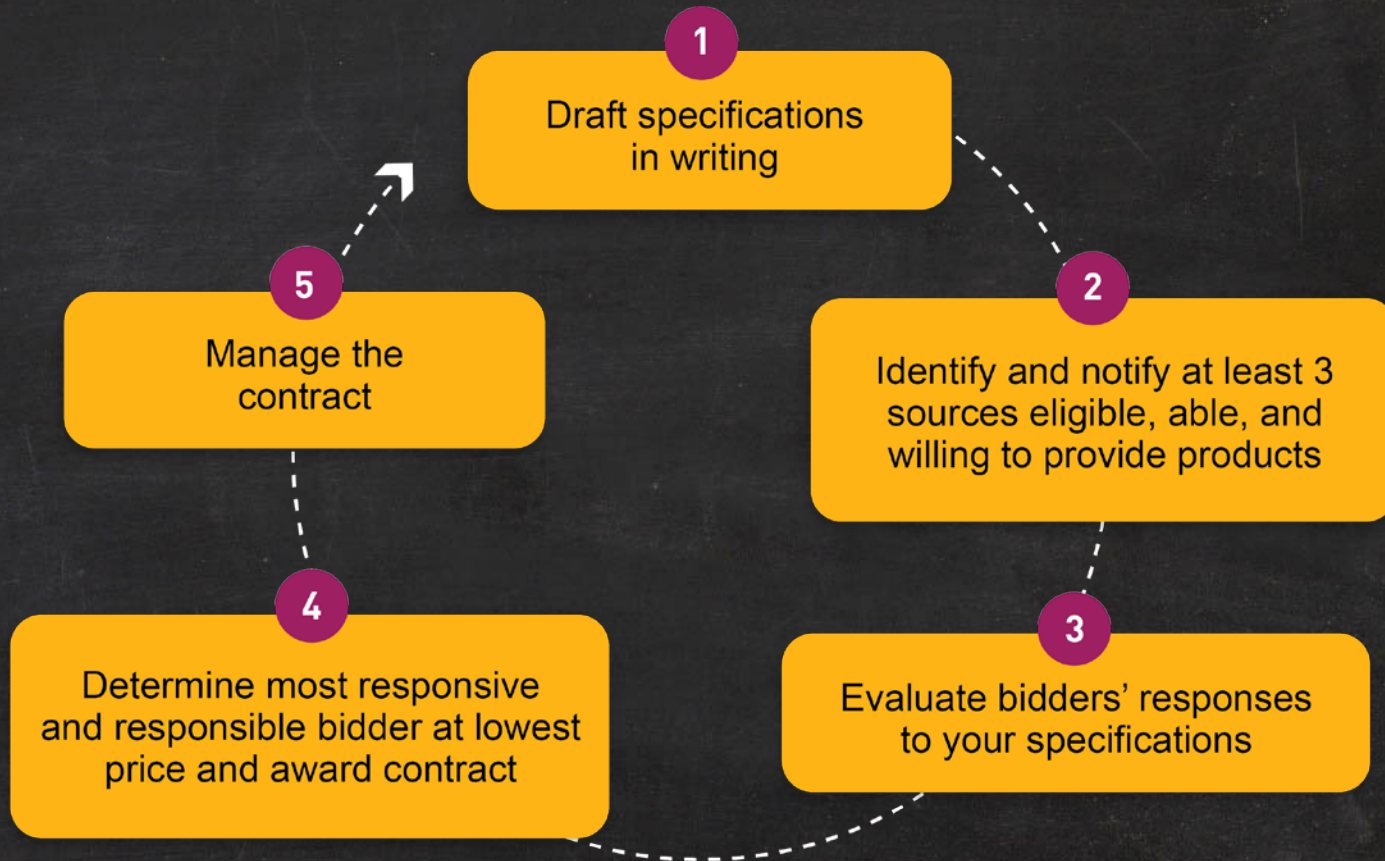 1
Draft specifications
in writing
2
Identify and notify at least 3
sources eligible, able, and
willing to provide products
3
Evaluate bidders’ responses
to your specifications
4
Determine most responsive
and responsible bidder at lowest
price and award contract
5
Manage the
contract